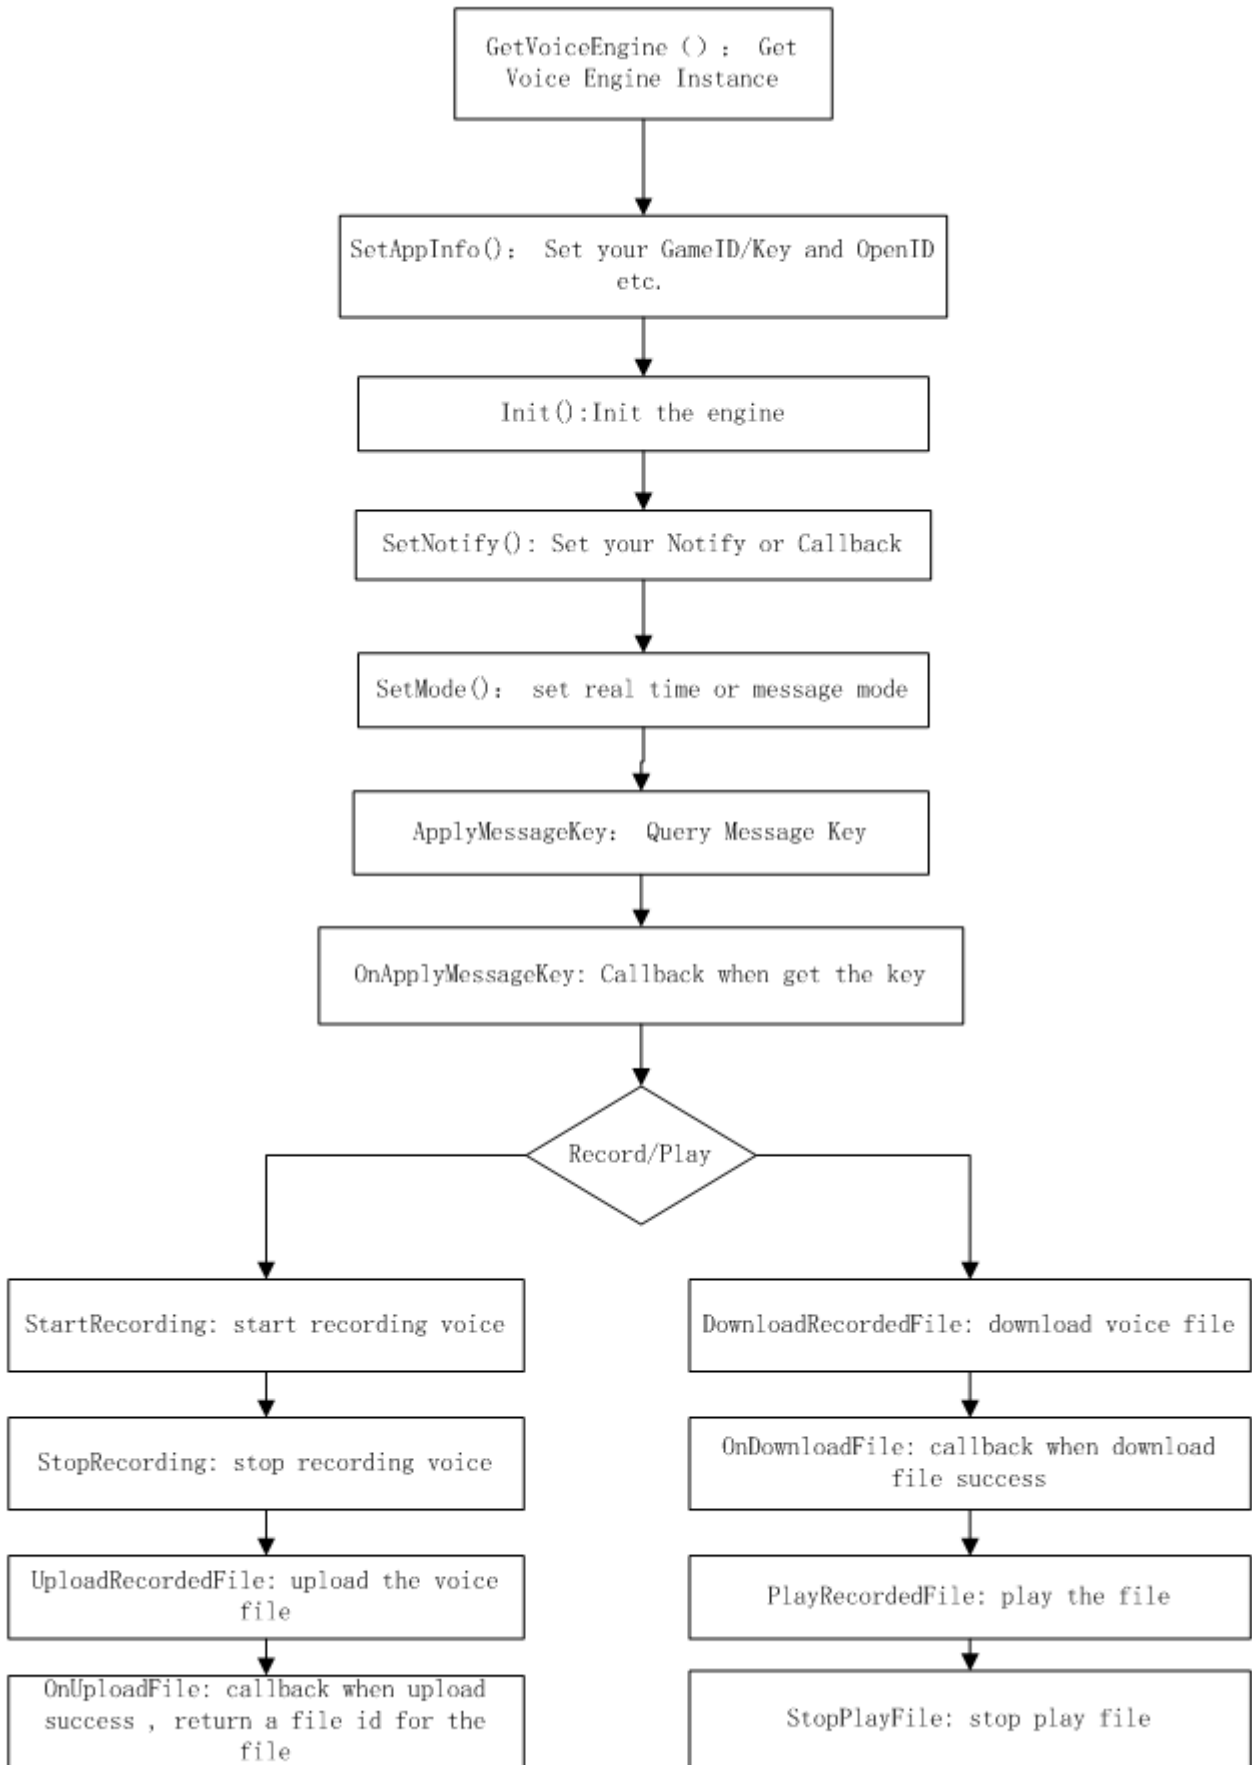 GetVoiceEngine（）： Get
Voice Engine Instance
SetAppInfo()： Set your GameID/Key and OpenID
etc.
Init():Init the engine
SetNotify(): Set your Notify or Callback
SetMode()： set real time or message mode
ApplyMessageKey： Query Message Key
OnApplyMessageKey: Callback when get the key
Record/Play
StartRecording: start recording voice
StopRecording: stop recording voice
UploadRecordedFile: upload the voice
file
OnUploadFile: callback when upload
success , return a file id for the
file
DownloadRecordedFile: download voice file
OnDownloadFile: callback when download
file success
PlayRecordedFile: play the file
StopPlayFile: stop play file